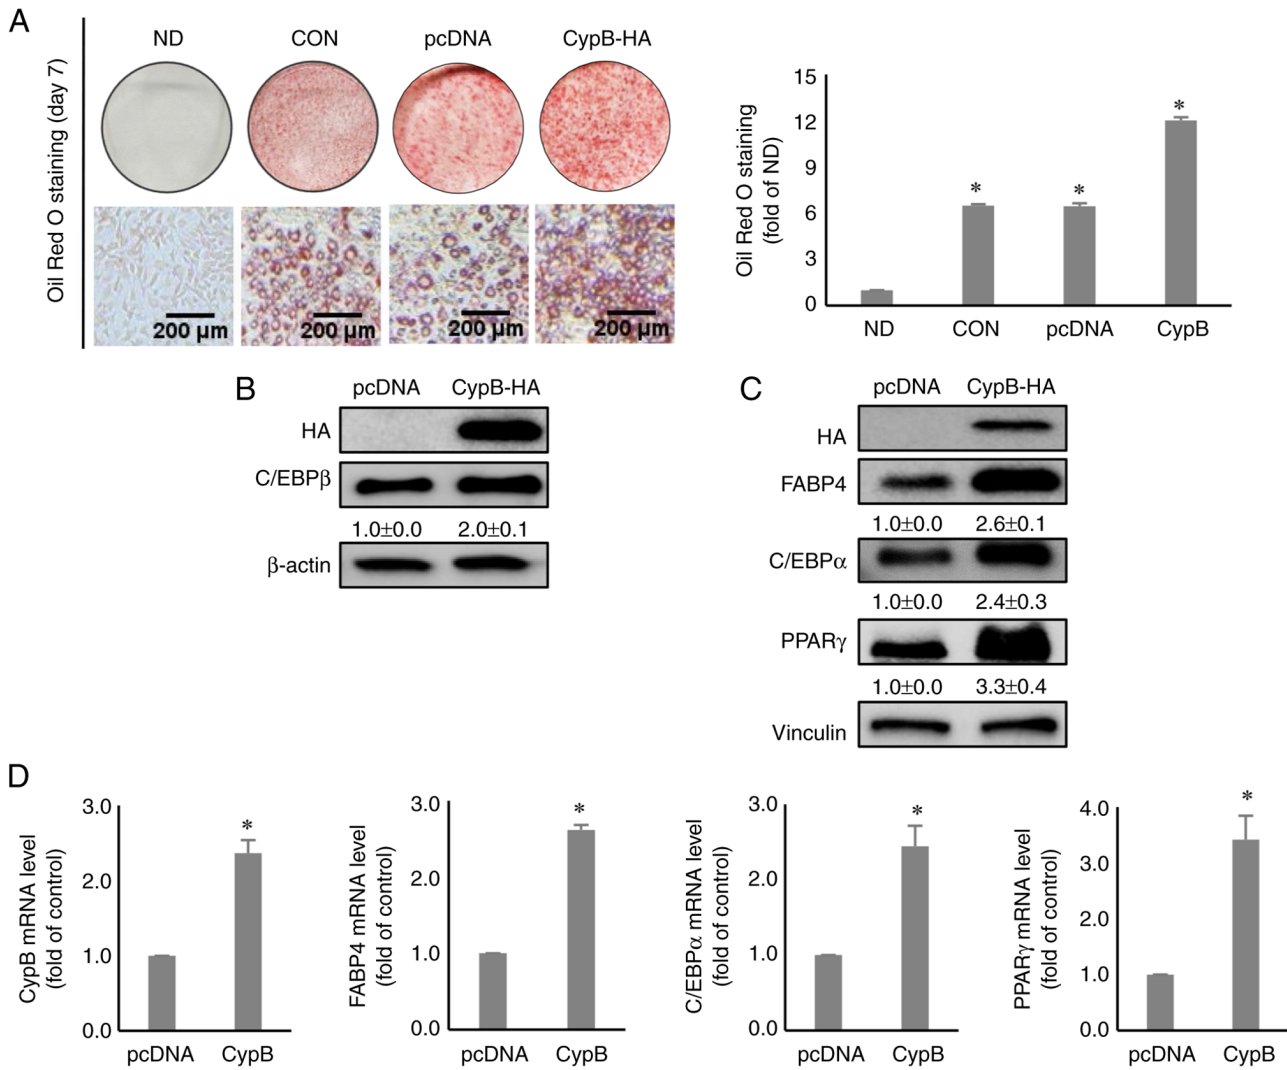 A
ND CON pcDNA CypB-HA
Oil Red O staining (day 7)
200 μm 200 μm 200 μm 200 μm
Oil Red O staining
(fold of ND)
15
12
9
6
3
0
* * *
ND CON pcDNA CypB
B
pcDNA CypB-HA
HA
C/EBPβ
1.0±0.0 2.0±0.1
β-actin
C
pcDNA CypB-HA
HA
FABP4
1.0±0.0 2.6±0.1
C/EBPα
1.0±0.0 2.4±0.3
PPARγ
1.0±0.0 3.3±0.4
Vinculin
D
CypB mRNA level
(fold of control)
3.0
2.0
1.0
0.0
*
pcDNA CypB
FABP4 mRNA level
(fold of control)
3.0
2.0
1.0
0.0
*
pcDNA CypB
C/EBPα mRNA level
(fold of control)
3.0
2.0
1.0
0.0
*
pcDNA CypB
PPARγ mRNA level
(fold of control)
4.0
3.0
2.0
1.0
0.0
*
pcDNA CypB